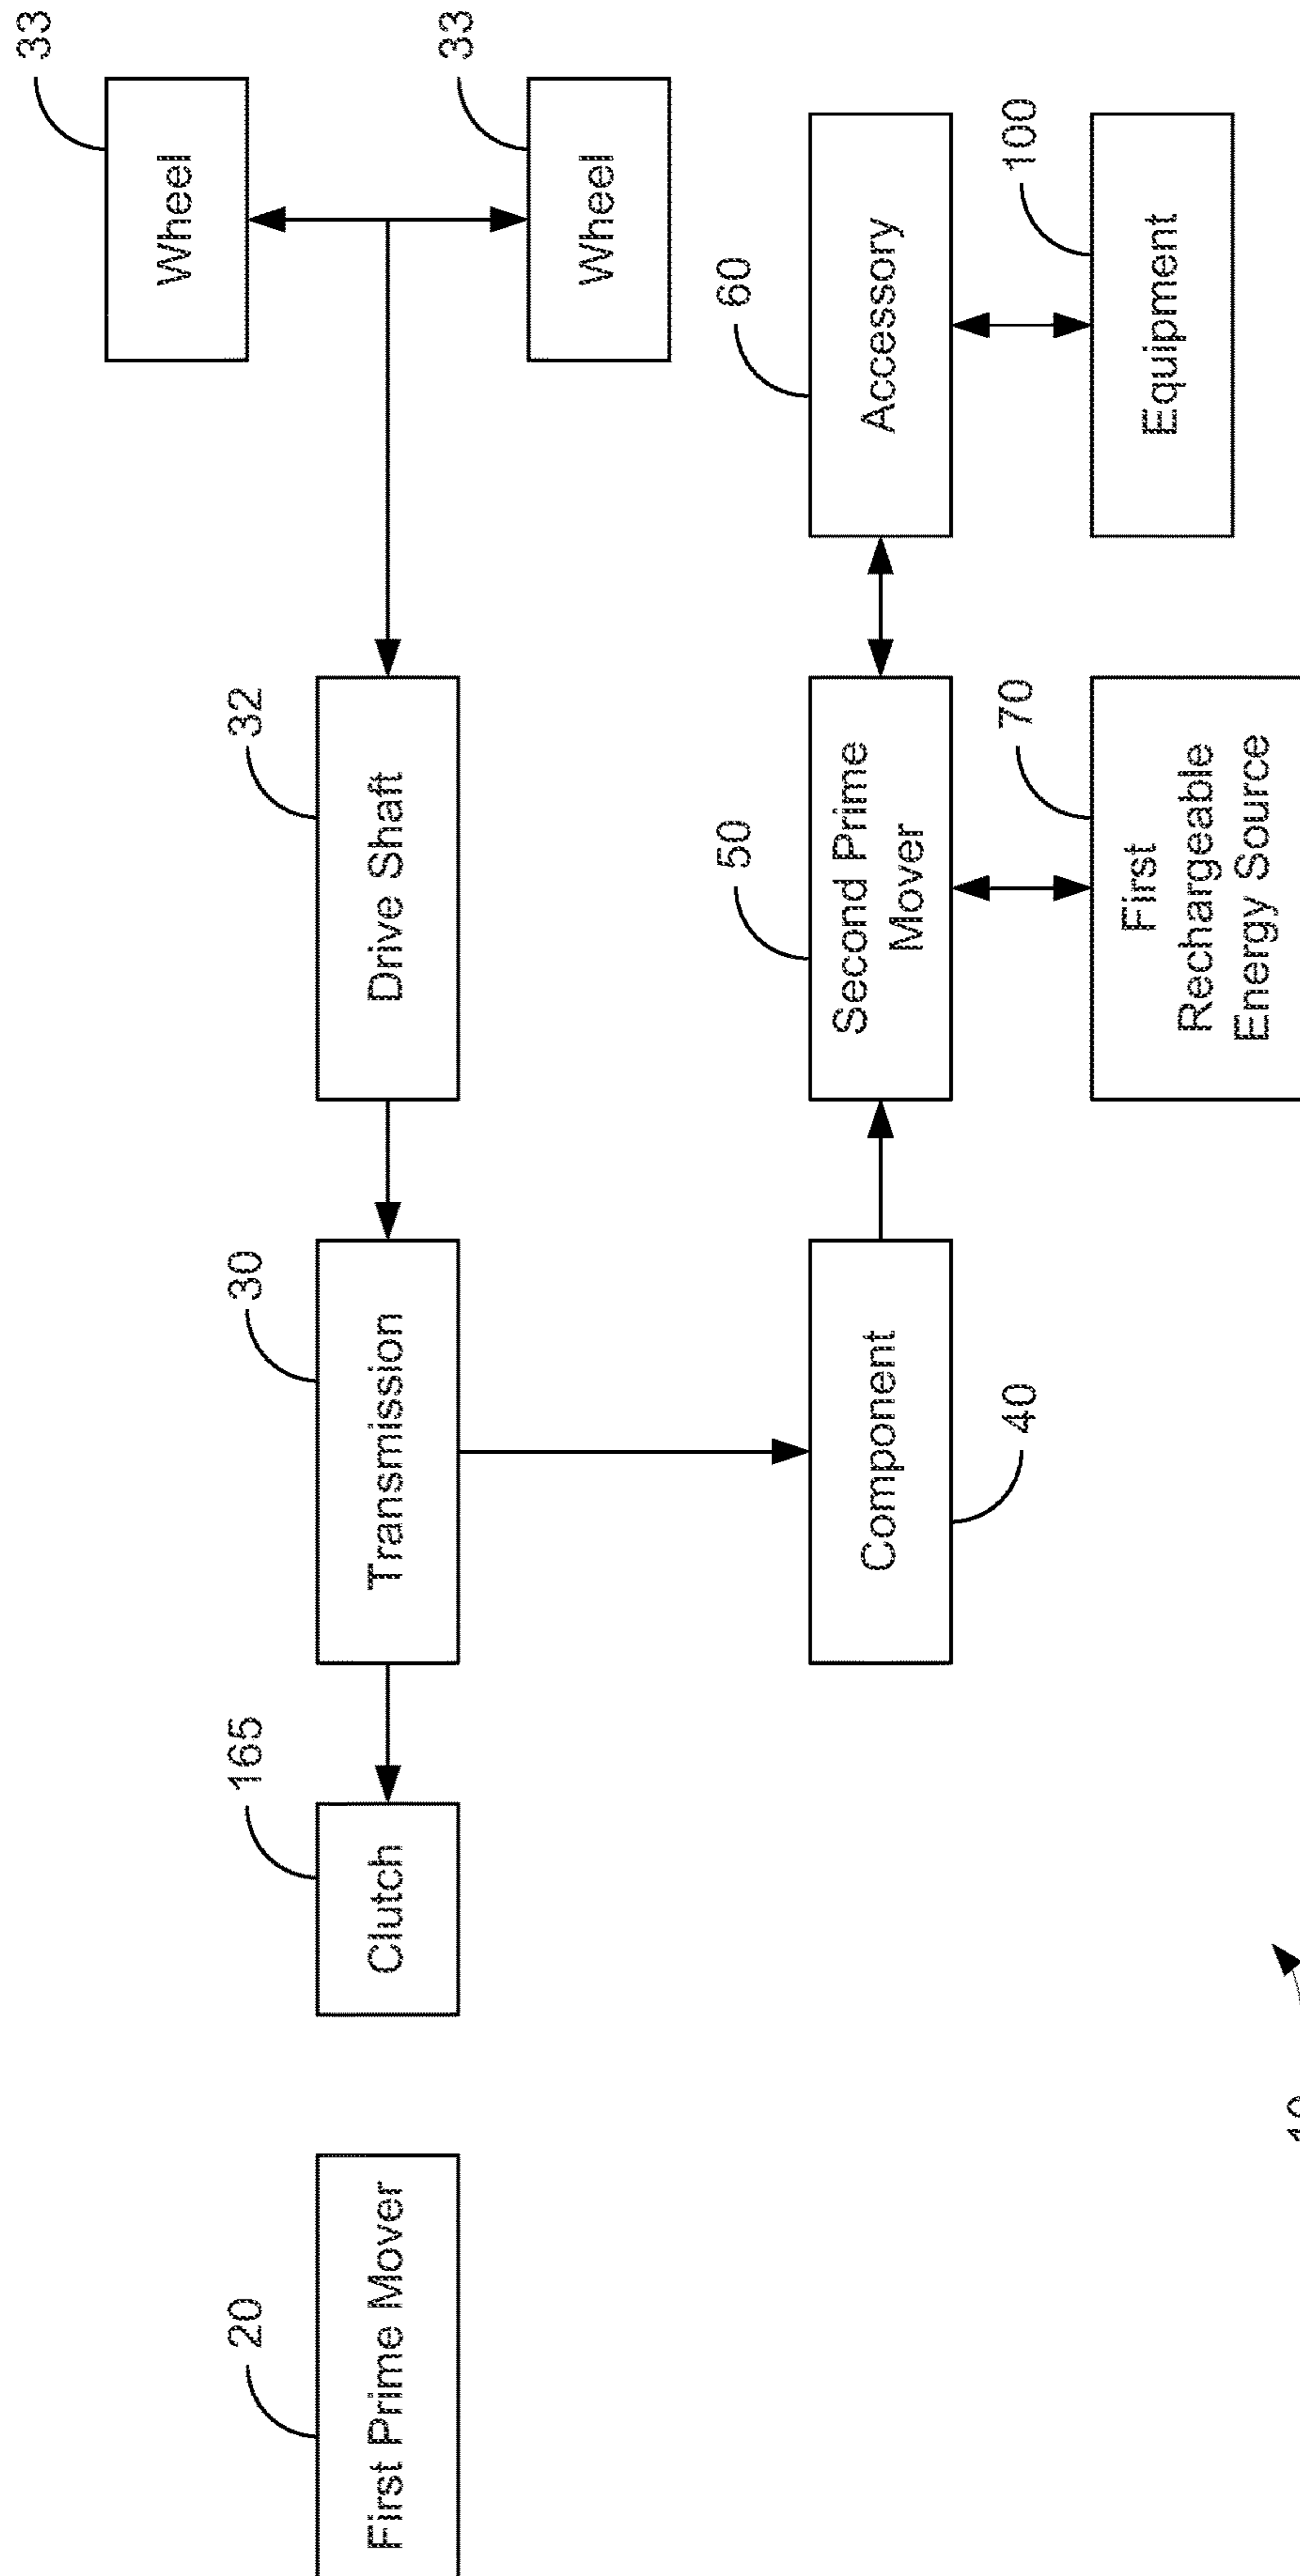 20
First Prime Mover
165
Clutch
30
Transmission
32
Drive Shaft
33
Wheel
33
Wheel
40
Component
50
Second Prime
Mover
60
Accessory
70
First
Rechargeable
Energy Source
100
Equipment